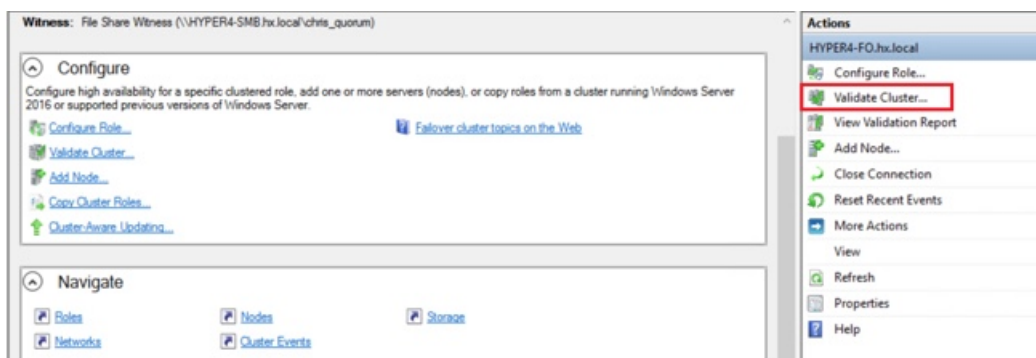 Witness: File Share Witness (\\HYPER4-SMB.hx.local\chris_quorum)
Configure
Configure high availability for a specific clustered role, add one or more servers (nodes), or copy roles from a cluster running Windows Server
2016 or supported previous versions of Windows Server.
Configure Role...
Failover cluster topics on the Web
Validate Cluster...
Add Node...
Copy Cluster Roles...
Cluster-Aware Updating...
Navigate
Roles
Nodes
Storage
Networks
Cluster Events
Actions
HYPER4-FO.hx.local
Configure Role...
Validate Cluster...
View Validation Report
Add Node...
Close Connection
Reset Recent Events
More Actions
View
Refresh
Properties
Help